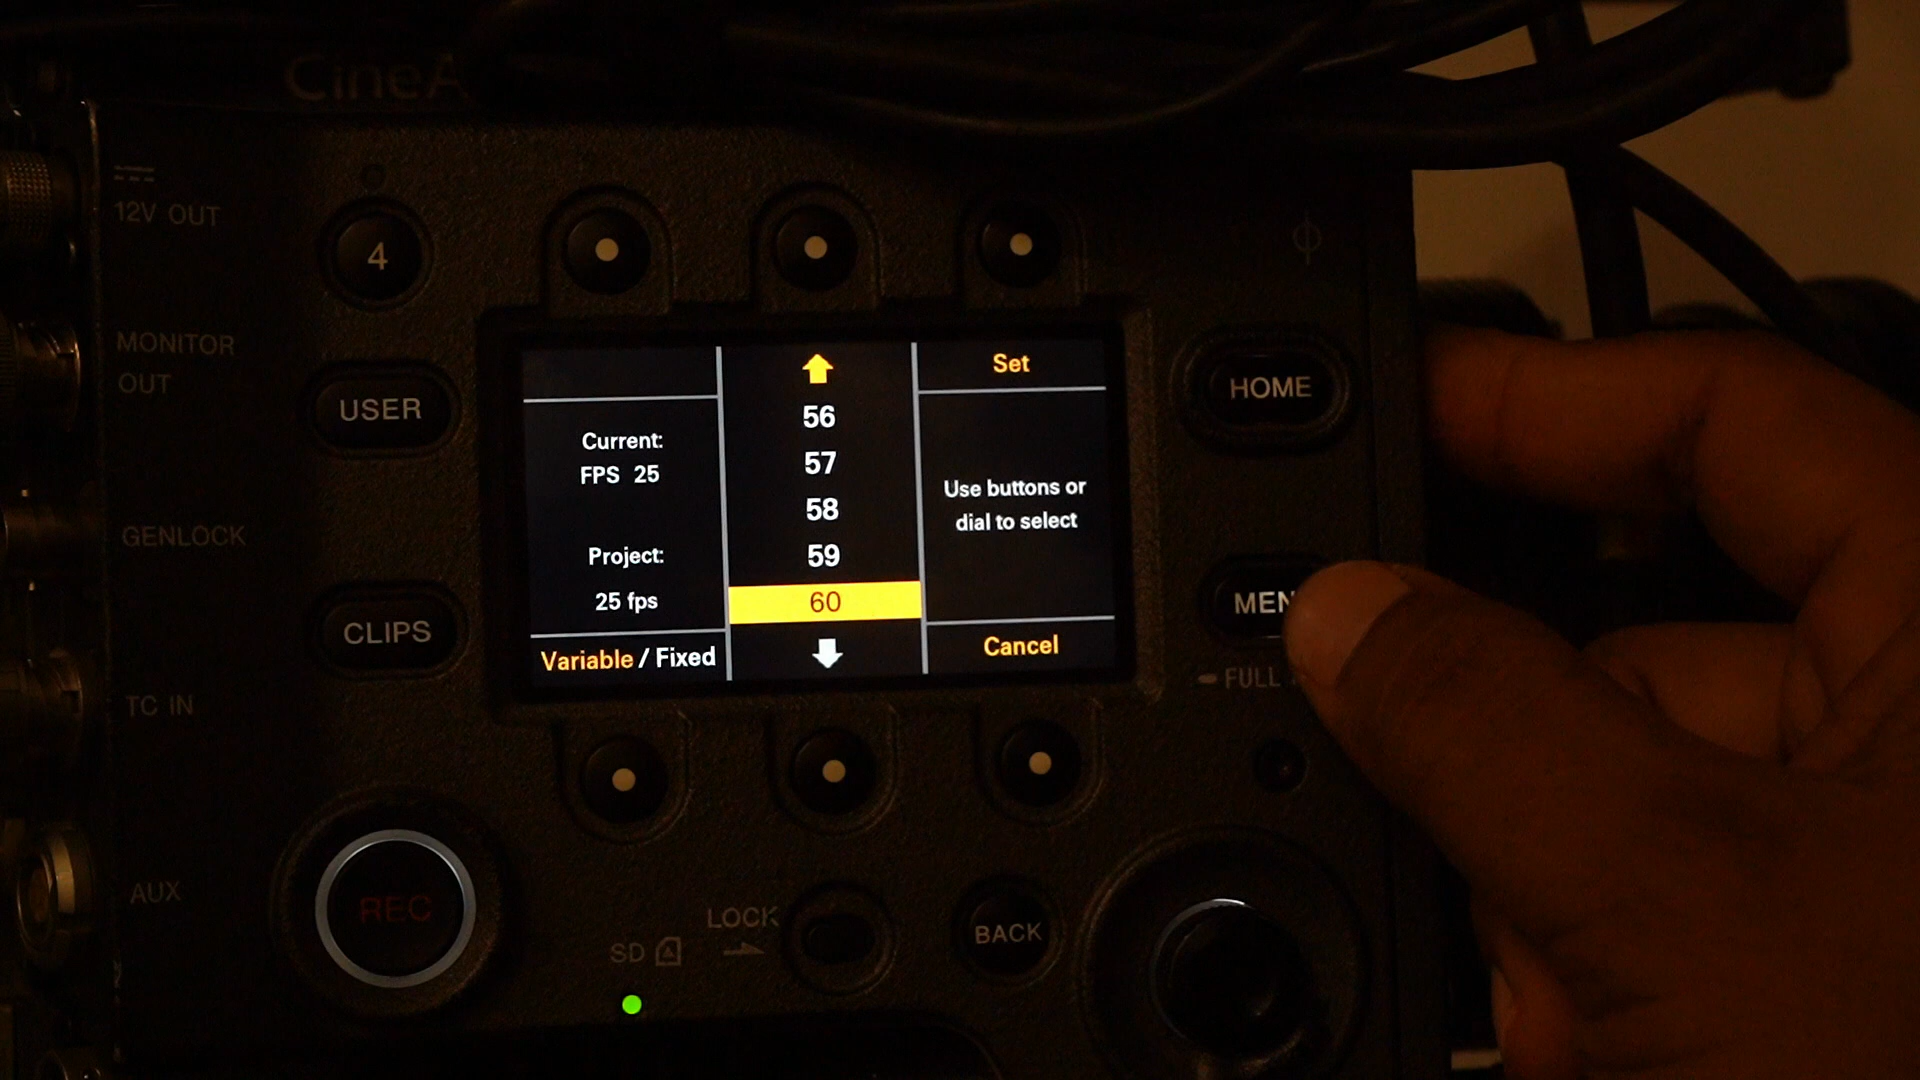 CineA
12V OUT
4
MONITOR
OUT
USER
HOME
GENLOCK
CLIPS
MEN
FULL
TC IN
AUX
REC
LOCK
SD A
BACK
Current:
FPS 25
Project:
25 fps
Variable / Fixed
56
57
58
59
60
Set
Use buttons or
dial to select
Cancel